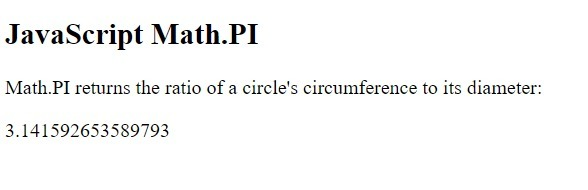 JavaScript Math.PI
Math.PI returns the ratio of a circle's circumference to its diameter:
3.141592653589793